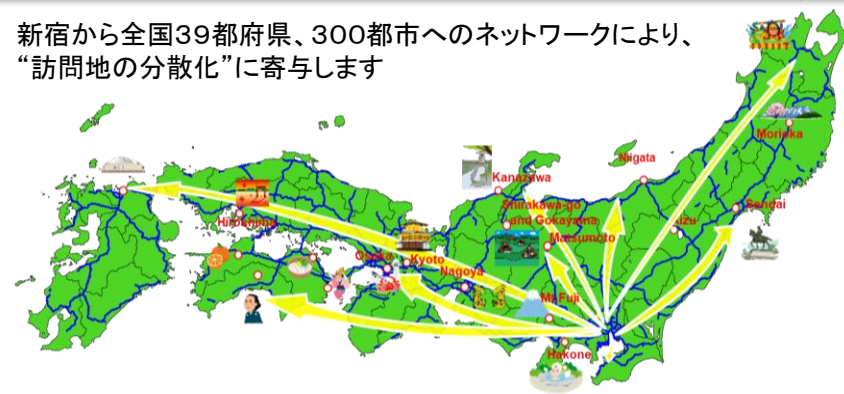 新宿から全国39都府県、300都市へのネットワークにより、
“訪問地の分散化”に寄与します
Morioka
Niigata
Kanazawa
Shirakawa-go
and Gokayama
Sendai
Hiroshima
Matsumoto
Osaka
Kyoto
Nagoya
Mt.Fuji
Hakone